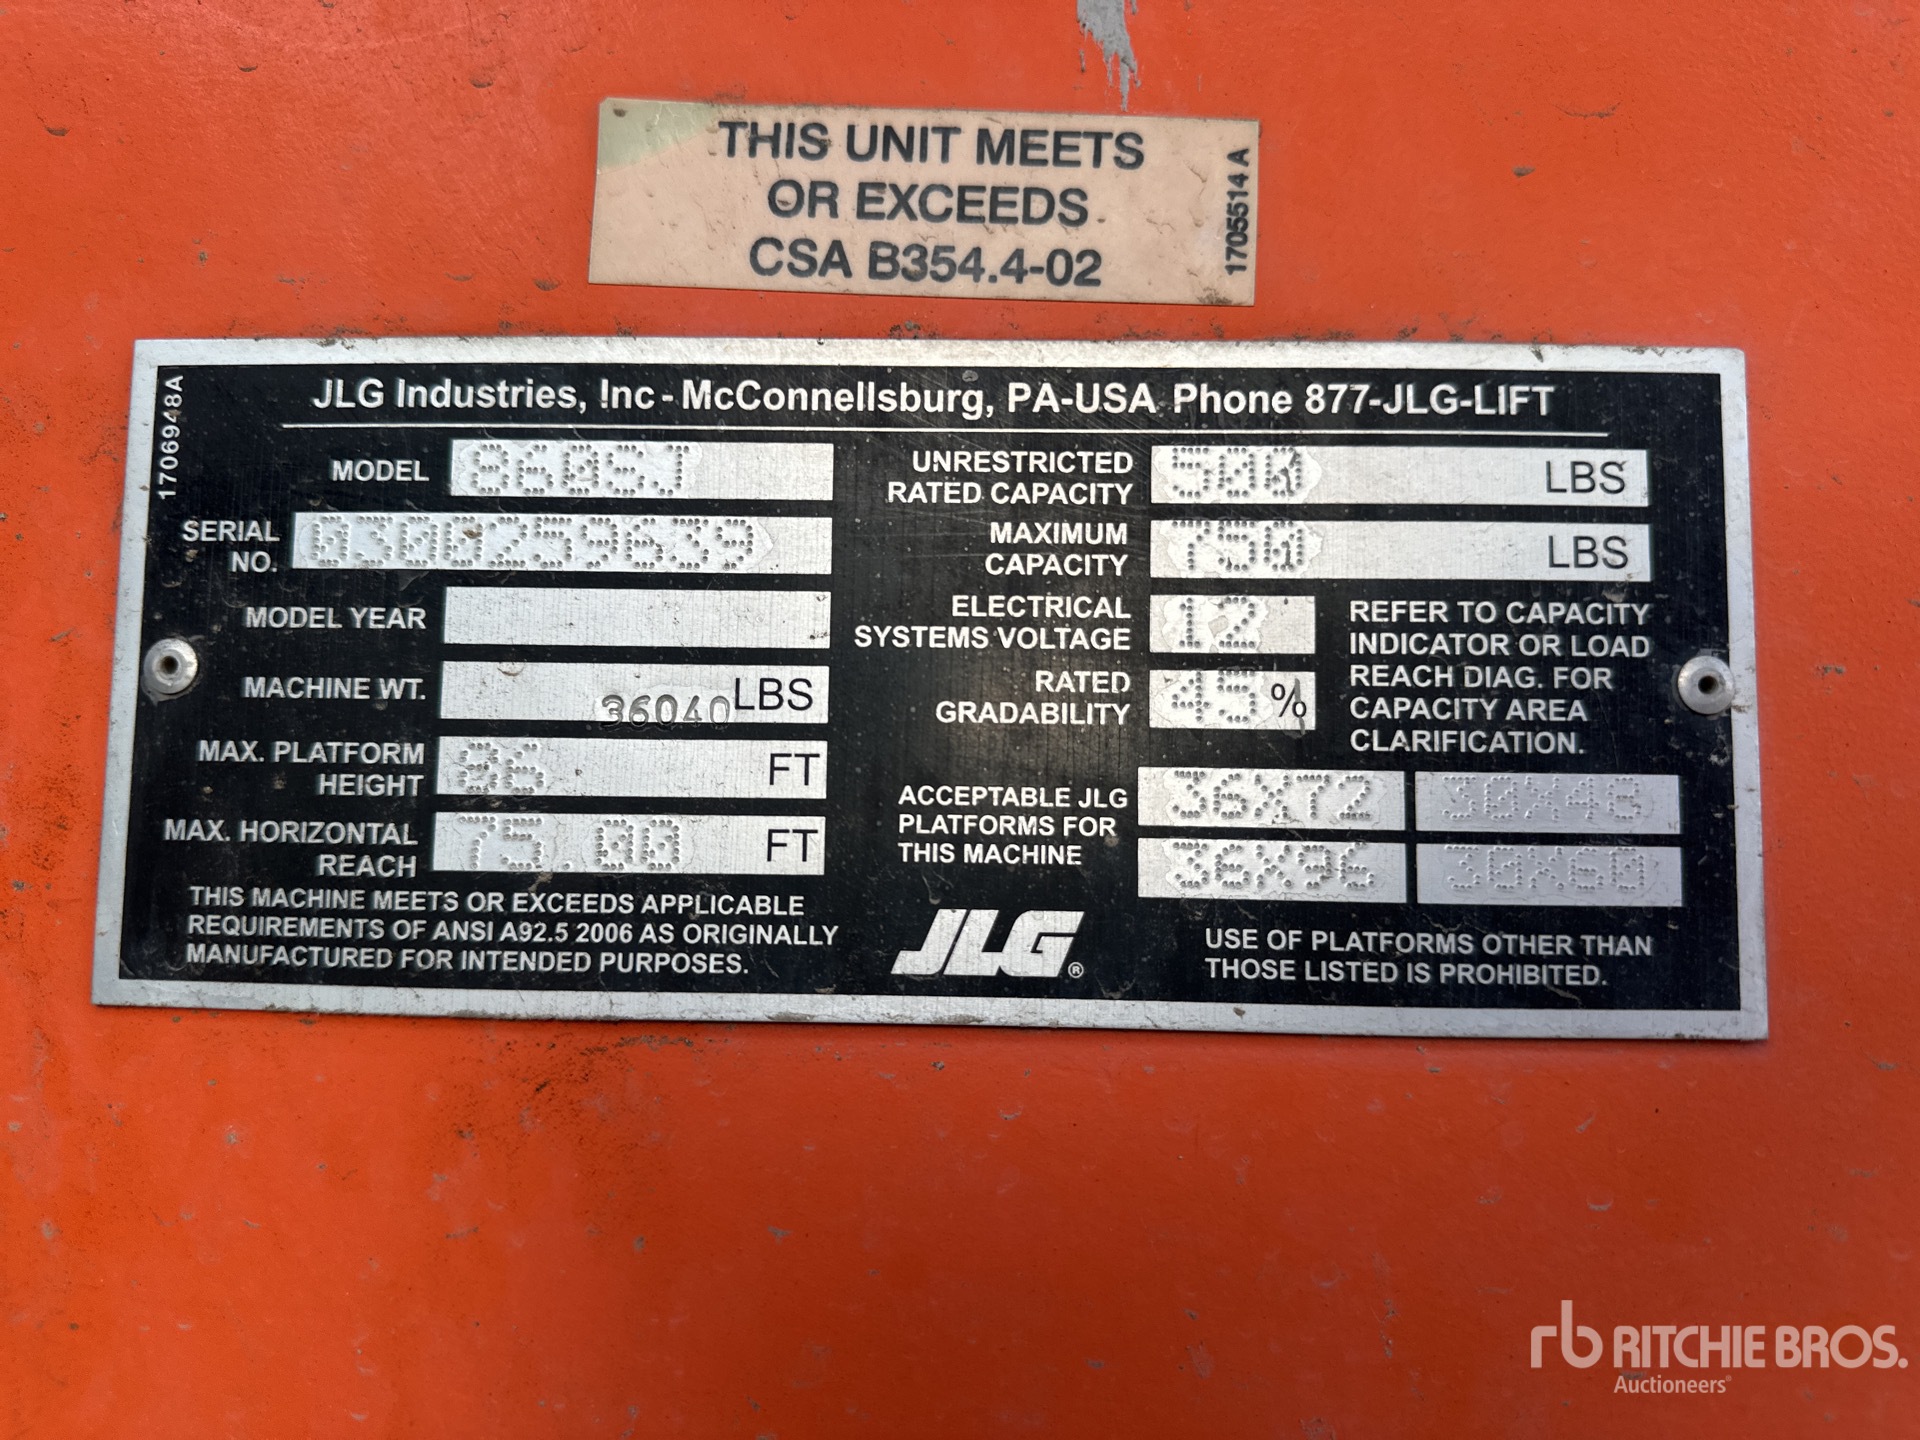 THIS UNIT MEETS
OR EXCEEDS
CSA B354.4-02
1705514 A
1706948A
JLG Industries, Inc - McConnellsburg, PA-USA Phone 877-JLG-LIFT
MODEL 860SJ
SERIAL
NO. 0300259639
MODEL YEAR
MACHINE WT. 36040 LBS
MAX. PLATFORM
HEIGHT 86 FT
MAX. HORIZONTAL
REACH 75.00 FT
THIS MACHINE MEETS OR EXCEEDS APPLICABLE
REQUIREMENTS OF ANSI A92.5 2006 AS ORIGINALLY
MANUFACTURED FOR INTENDED PURPOSES.
UNRESTRICTED
RATED CAPACITY 500 LBS
MAXIMUM
CAPACITY 750 LBS
ELECTRICAL
SYSTEMS VOLTAGE 12
RATED
GRADABILITY 45 %
REFER TO CAPACITY
INDICATOR OR LOAD
REACH DIAG. FOR
CAPACITY AREA
CLARIFICATION.
ACCEPTABLE JLG
PLATFORMS FOR
THIS MACHINE
36X72 30X48
36X96 30X60
JLG®
USE OF PLATFORMS OTHER THAN
THOSE LISTED IS PROHIBITED.
rb RITCHIE BROS.
Auctioneers